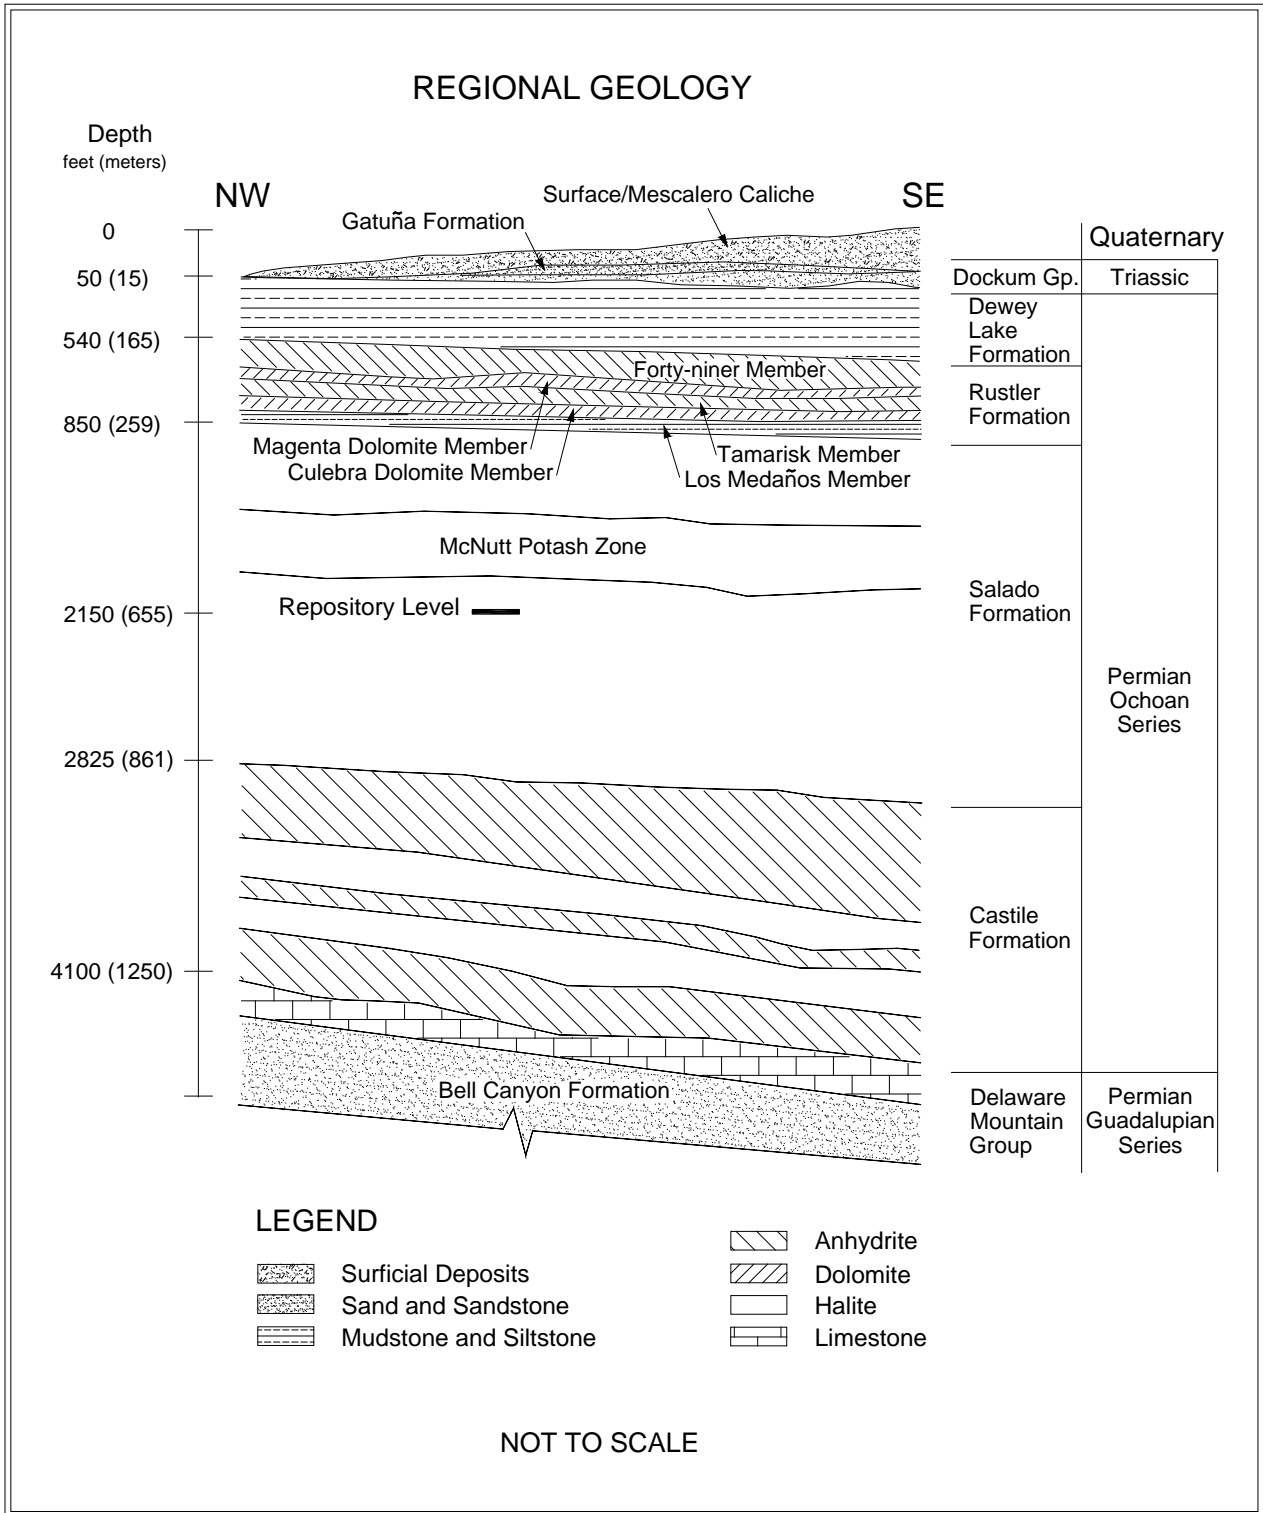 REGIONAL GEOLOGY
Depth
feet (meters)
NW
SE
Surface/Mescalero Caliche
Gatuña Formation
0
50 (15)
540 (165)
850 (259)
2150 (655)
2825 (861)
4100 (1250)
Forty-niner Member
Magenta Dolomite Member
Culebra Dolomite Member
Tamarisk Member
Los Medaños Member
McNutt Potash Zone
Repository Level
Bell Canyon Formation
Quaternary
Dockum Gp.
Triassic
Dewey
Lake
Formation
Rustler
Formation
Salado
Formation
Permian
Ochoan
Series
Castile
Formation
Delaware
Mountain
Group
Permian
Guadalupian
Series
LEGEND
Surficial Deposits
Sand and Sandstone
Mudstone and Siltstone
Anhydrite
Dolomite
Halite
Limestone
NOT TO SCALE